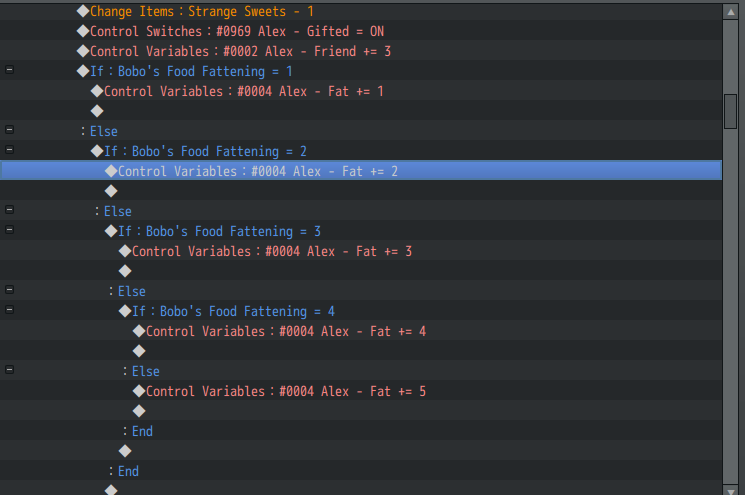 ◆Change Items：Strange Sweets - 1
◆Control Switches：#0969 Alex - Gifted = ON
◆Control Variables：#0002 Alex - Friend += 3
◆If：Bobo's Food Fattening = 1
◆Control Variables：#0004 Alex - Fat += 1
◆
：Else
◆If：Bobo's Food Fattening = 2
◆Control Variables：#0004 Alex - Fat += 2
◆
：Else
◆If：Bobo's Food Fattening = 3
◆Control Variables：#0004 Alex - Fat += 3
◆
：Else
◆If：Bobo's Food Fattening = 4
◆Control Variables：#0004 Alex - Fat += 4
◆
：Else
◆Control Variables：#0004 Alex - Fat += 5
◆
：End
◆
：End
◆